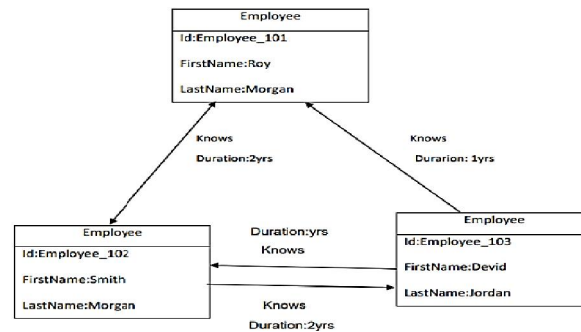 Employee
Id:Employee_101
FirstName:Roy
LastName:Morgan
Knows
Duration:2yrs
Knows
Durarion: 1yrs
Employee
Id:Employee_102
FirstName:Smith
LastName:Morgan
Duration:yrs
Knows
Employee
Id:Employee_103
FirstName:Devid
LastName:Jordan
Knows
Duration:2yrs